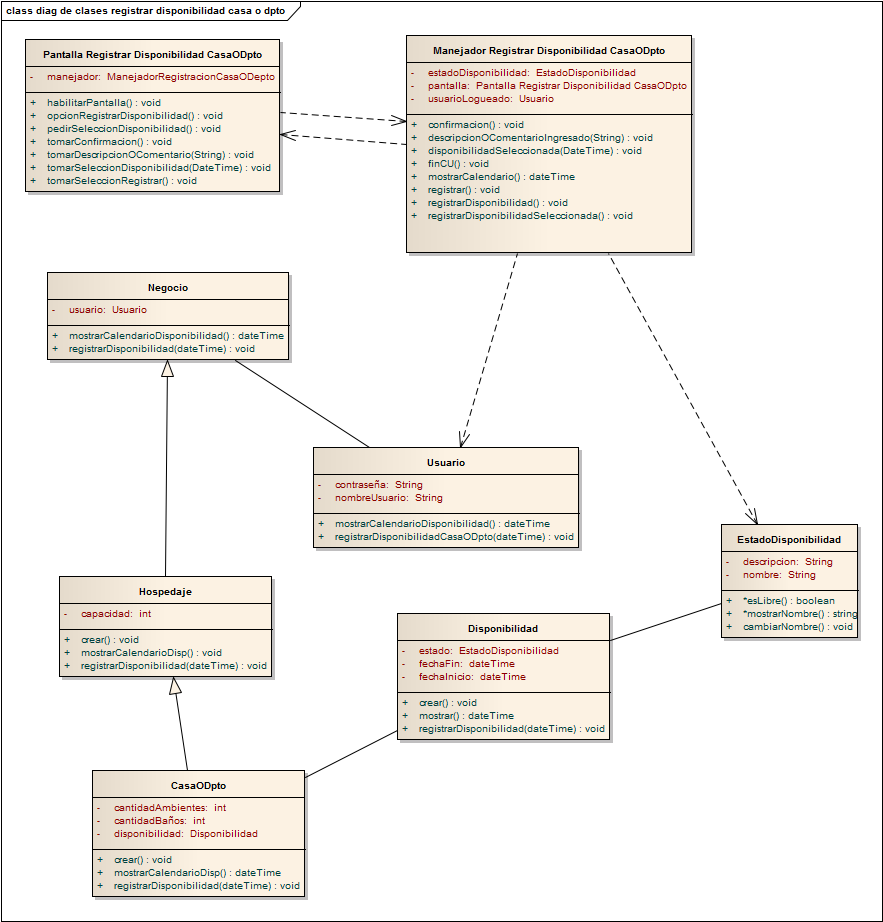 class diag de clases registrar disponibilidad casa o dpto
Pantalla Registrar Disponibilidad CasaODpto
- manejador: ManejadorRegistracionCasaODepto
+ habilitarPantalla() : void
+ opcionRegistrarDisponibilidad() : void
+ pedirSeleccionDisponibilidad() : void
+ tomarConfirmacion() : void
+ tomarDescripcionOComentario(String) : void
+ tomarSeleccionDisponibilidad(DateTime) : void
+ tomarSeleccionRegistrar() : void
Manejador Registrar Disponibilidad CasaODpto
- estadoDisponibilidad: EstadoDisponibilidad
- pantalla: Pantalla Registrar Disponibilidad CasaODpto
- usuarioLogueado: Usuario
+ confirmacion() : void
+ descripcionOComentarioIngresado(String) : void
+ disponibilidadSeleccionada(DateTime) : void
+ finCU() : void
+ mostrarCalendario() : dateTime
+ registrar() : void
+ registrarDisponibilidad() : void
+ registrarDisponibilidadSeleccionada() : void
Negocio
- usuario: Usuario
+ mostrarCalendarioDisponibilidad() : dateTime
+ registrarDisponibilidad(dateTime) : void
Usuario
- contraseña: String
- nombreUsuario: String
+ mostrarCalendarioDisponibilidad() : dateTime
+ registrarDisponibilidadCasaODpto(dateTime) : void
EstadoDisponibilidad
- descripcion: String
- nombre: String
+ *esLibre() : boolean
+ *mostrarNombre() : string
+ cambiarNombre() : void
Hospedaje
- capacidad: int
+ crear() : void
+ mostrarCalendarioDisp() : void
+ registrarDisponibilidad(dateTime) : void
Disponibilidad
- estado: EstadoDisponibilidad
- fechaFin: dateTime
- fechaInicio: dateTime
+ crear() : void
+ mostrar() : dateTime
+ registrarDisponibilidad(dateTime) : void
CasaODpto
- cantidadAmbientes: int
- cantidadBaños: int
- disponibilidad: Disponibilidad
+ crear() : void
+ mostrarCalendarioDisp() : dateTime
+ registrarDisponibilidad(dateTime) : void